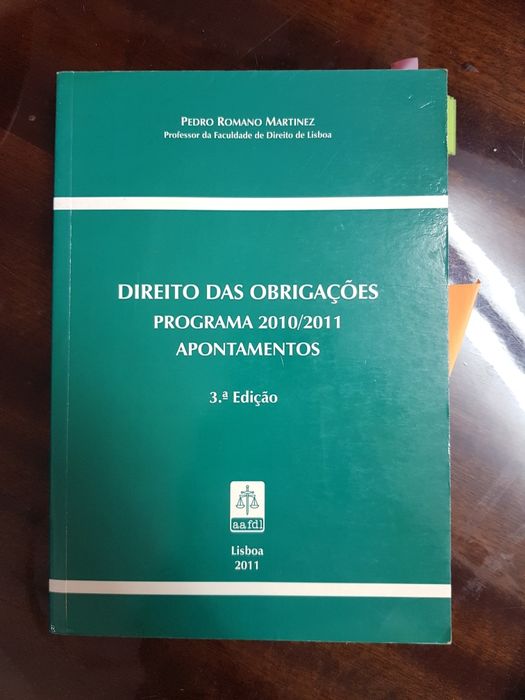 PEDRO ROMANO MARTINEZ
Professor da Faculdade de Direito de Lisboa
DIREITO DAS OBRIGAÇÕES
PROGRAMA 2010/2011
APONTAMENTOS
3.ª Edição
aafdl
Lisboa
2011